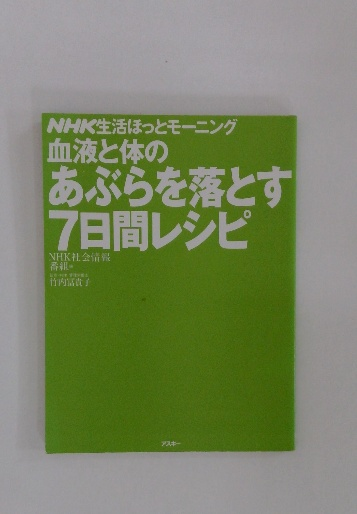 NHK生活ほっとモーニング
血液と体の
あぶらを落とす
7日間レシピ
NHK社会情報
番組
竹内冨貴子
アスキー